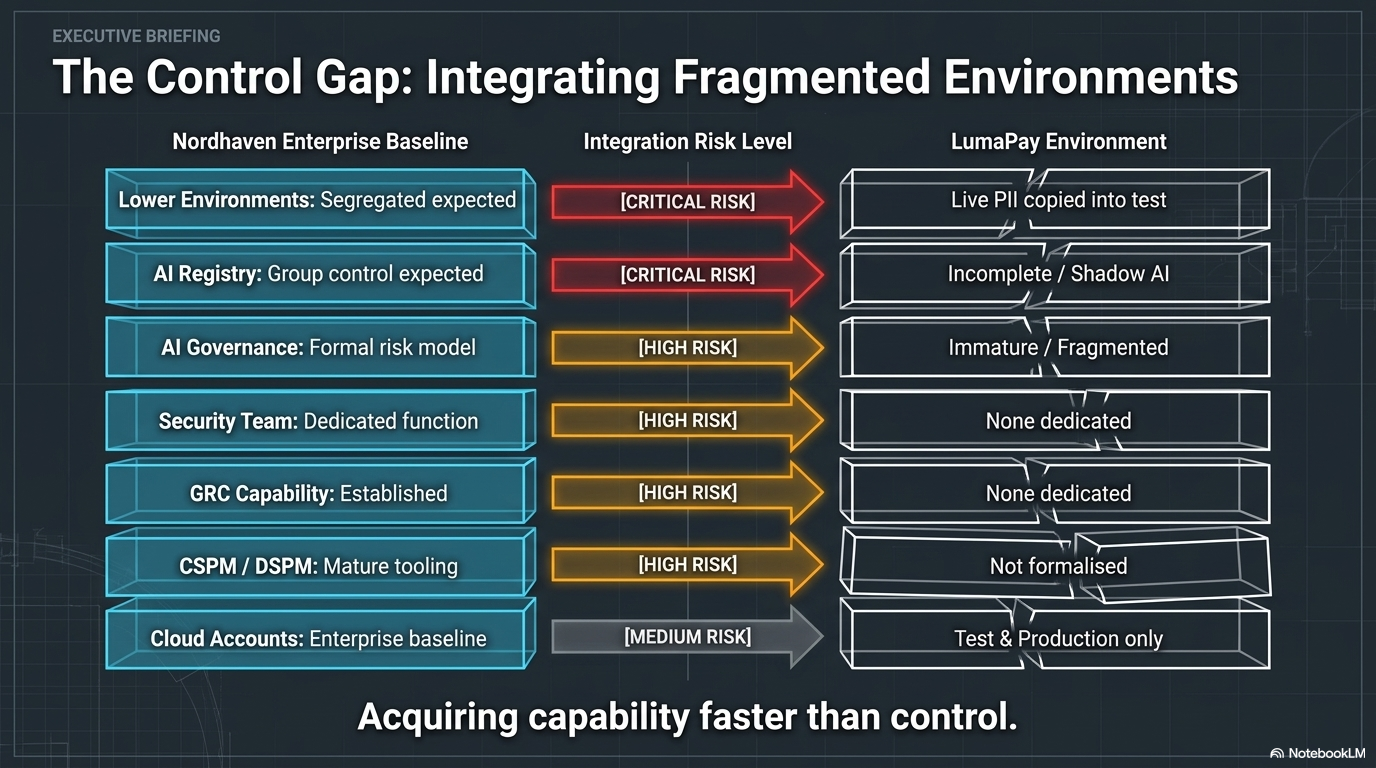 EXECUTIVE BRIEFING
The Control Gap: Integrating Fragmented Environments
Nordhaven Enterprise Baseline
Integration Risk Level
LumaPay Environment
Lower Environments: Segregated expected
[CRITICAL RISK]
Live PII copied into test
AI Registry: Group control expected
[CRITICAL RISK]
Incomplete / Shadow AI
AI Governance: Formal risk model
[HIGH RISK]
Immature / Fragmented
Security Team: Dedicated function
[HIGH RISK]
None dedicated
GRC Capability: Established
[HIGH RISK]
None dedicated
CSPM / DSPM: Mature tooling
[HIGH RISK]
Not formalised
Cloud Accounts: Enterprise baseline
[MEDIUM RISK]
Test & Production only
Acquiring capability faster than control.
NotebookLM